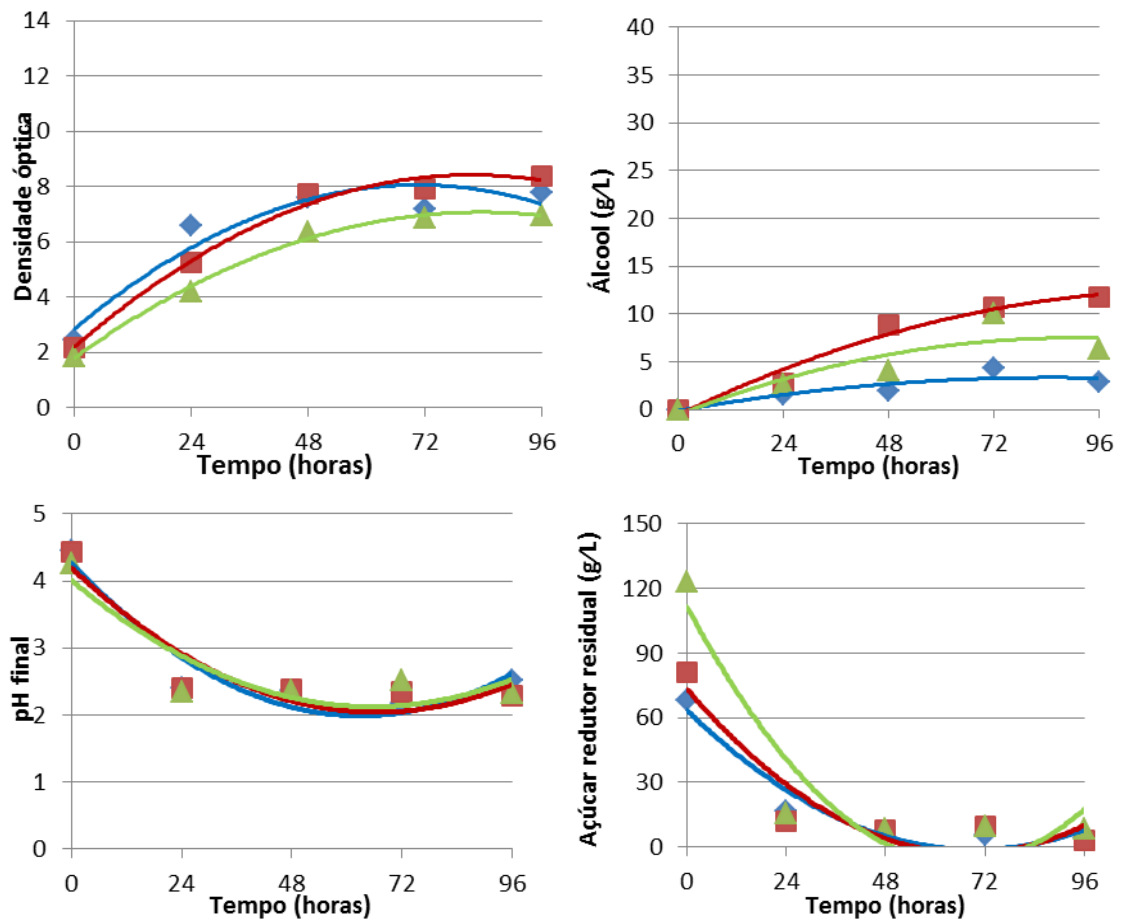 Densidade óptica
14
12
10
8
6
4
2
0
0 24 48 72 96
Tempo (horas)
Álcool (g/L)
40
35
30
25
20
15
10
5
0
0 24 48 72 96
Tempo (horas)
pH final
5
4
3
2
1
0
0 24 48 72 96
Tempo (horas)
Açúcar redutor residual (g/L)
150
120
90
60
30
0
0 24 48 72 96
Tempo (horas)